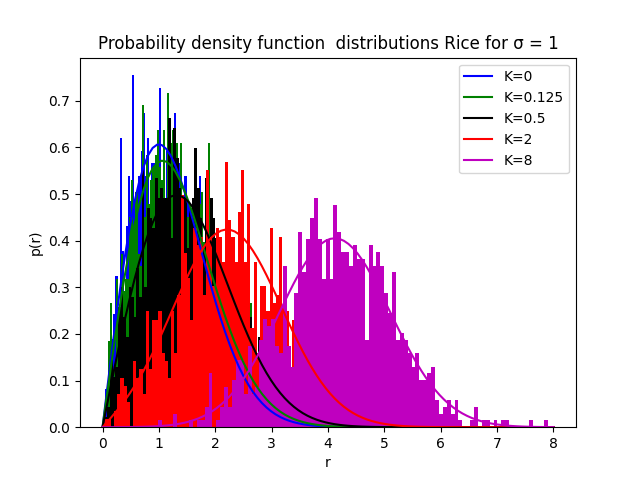 Probability density function  distributions Rice for σ = 1
K=0
K=0.125
K=0.5
K=2
K=8
p(r)
0.7
0.6
0.5
0.4
0.3
0.2
0.1
0.0
0 1 2 3 4 5 6 7 8
r